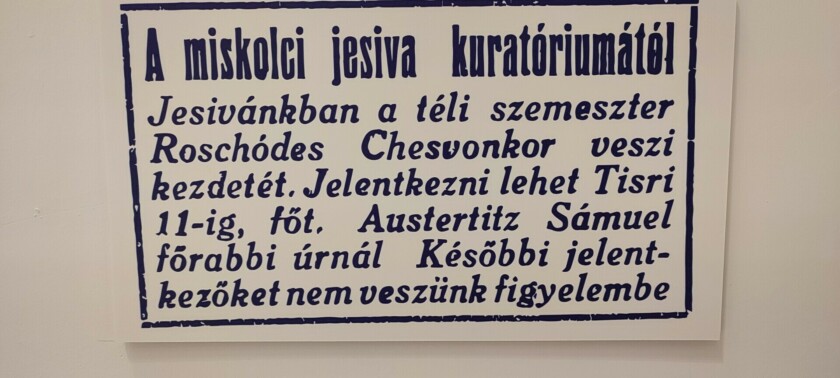 A miskolci jesiva kuratóriumától
Jesivánkban a téli szemeszter
Roschódes Chesvonkor veszi
kezdetét. Jelentkezni lehet Tisri
11-ig, főt. Austertitz Sámuel
főrabbi úrnál Későbbi jelent-
kezőket nem veszünk figyelembe